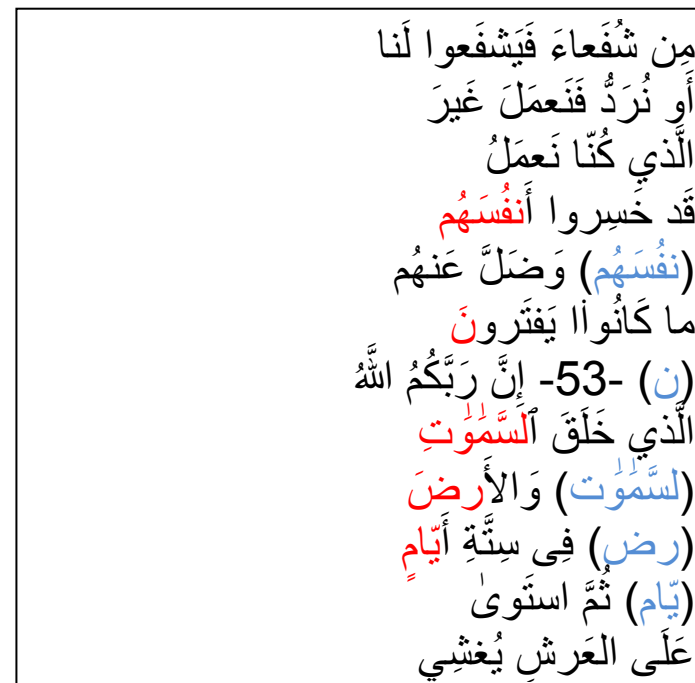 مِن شُفَعاءَ فَيَشفَعوا لَنا
أَو نُرَدُّ فَنَعمَلَ غَيرَ
الَّذي كُنّا نَعمَلُ
قَد خَسِروا أَنفُسَهُم
(نفُسَهُم) وَضَلَّ عَنهُم
ما كَانُواْا يَفتَرونَ
(ن) -53- إِنَّ رَبَّكُمُ اللَّهُ
الَّذي خَلَقَ ٱلسَّمَٰوَٰتِ
(لسَّمَٰوَٰت) وَالأَرضَ
(رض) فِى سِتَّةِ أَيّامٍ
(يّام) ثُمَّ استَوىٰ
عَلَى العَرشِ يُغشِي